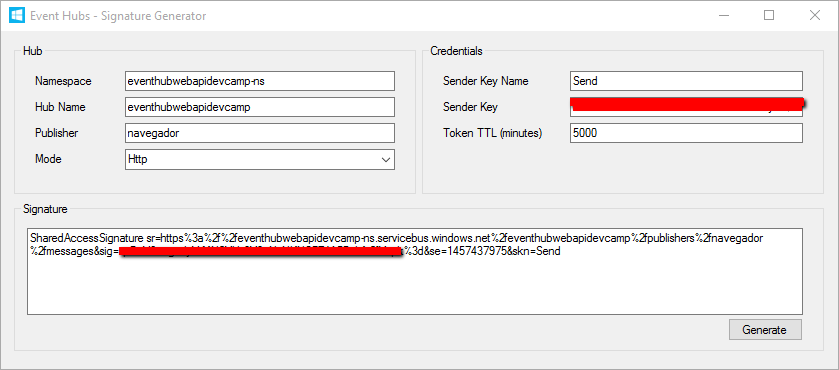 Event Hubs - Signature Generator
Hub
Namespace
eventhubwebapidevcamp-ns
Hub Name
eventhubwebapidevcamp
Publisher
navegador
Mode
Http
Credentials
Sender Key Name
Send
Sender Key
Token TTL (minutes)
5000
Signature
SharedAccessSignature sr=https%3a%2f%2feventhubwebapidevcamp-ns.servicebus.windows.net%2feventhubwebapidevcamp%2fpublishers%2fnavegador
%2fmessages&sig= %3d&se=1457437975&skn=Send
Generate